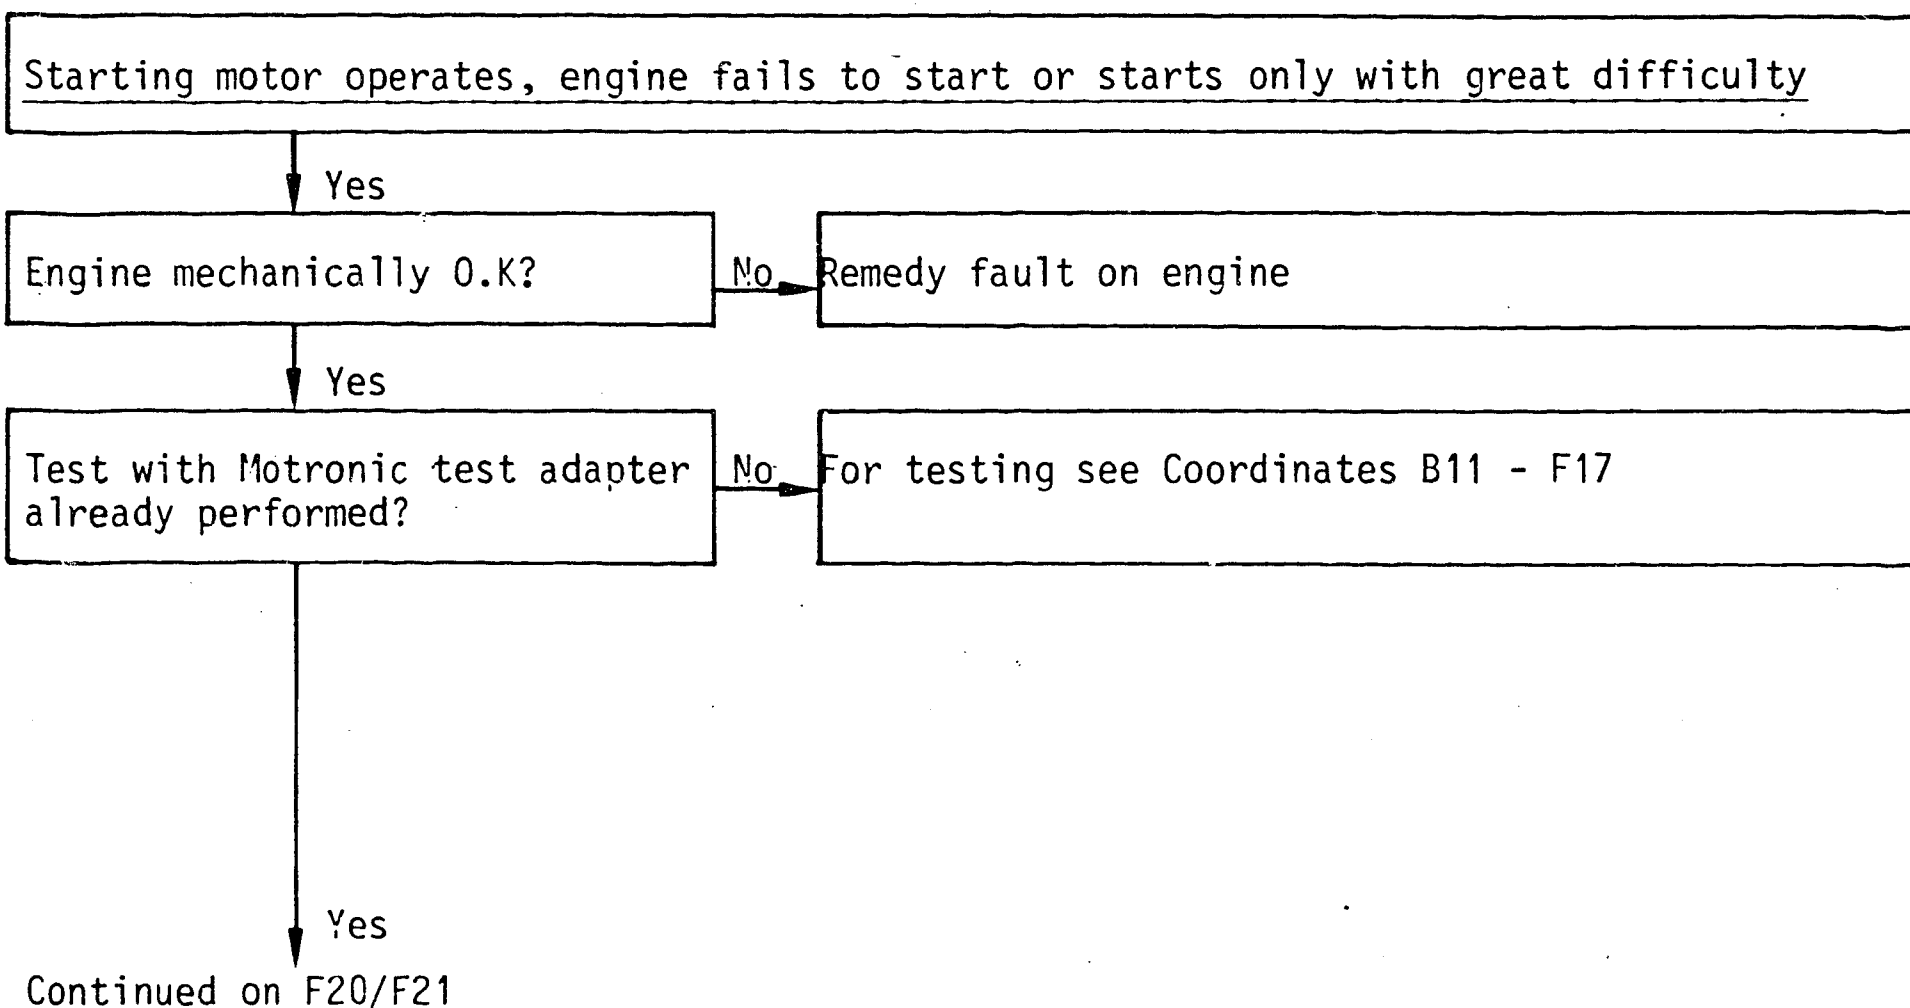 Starting motor operates, engine fails to start or starts only with great difficulty
Yes
Engine mechanically O.K?
No
Remedy fault on engine
Yes
Test with Motronic test adapter
already performed?
No
For testing see Coordinates B11 - F17
Yes
Continued on F20/F21